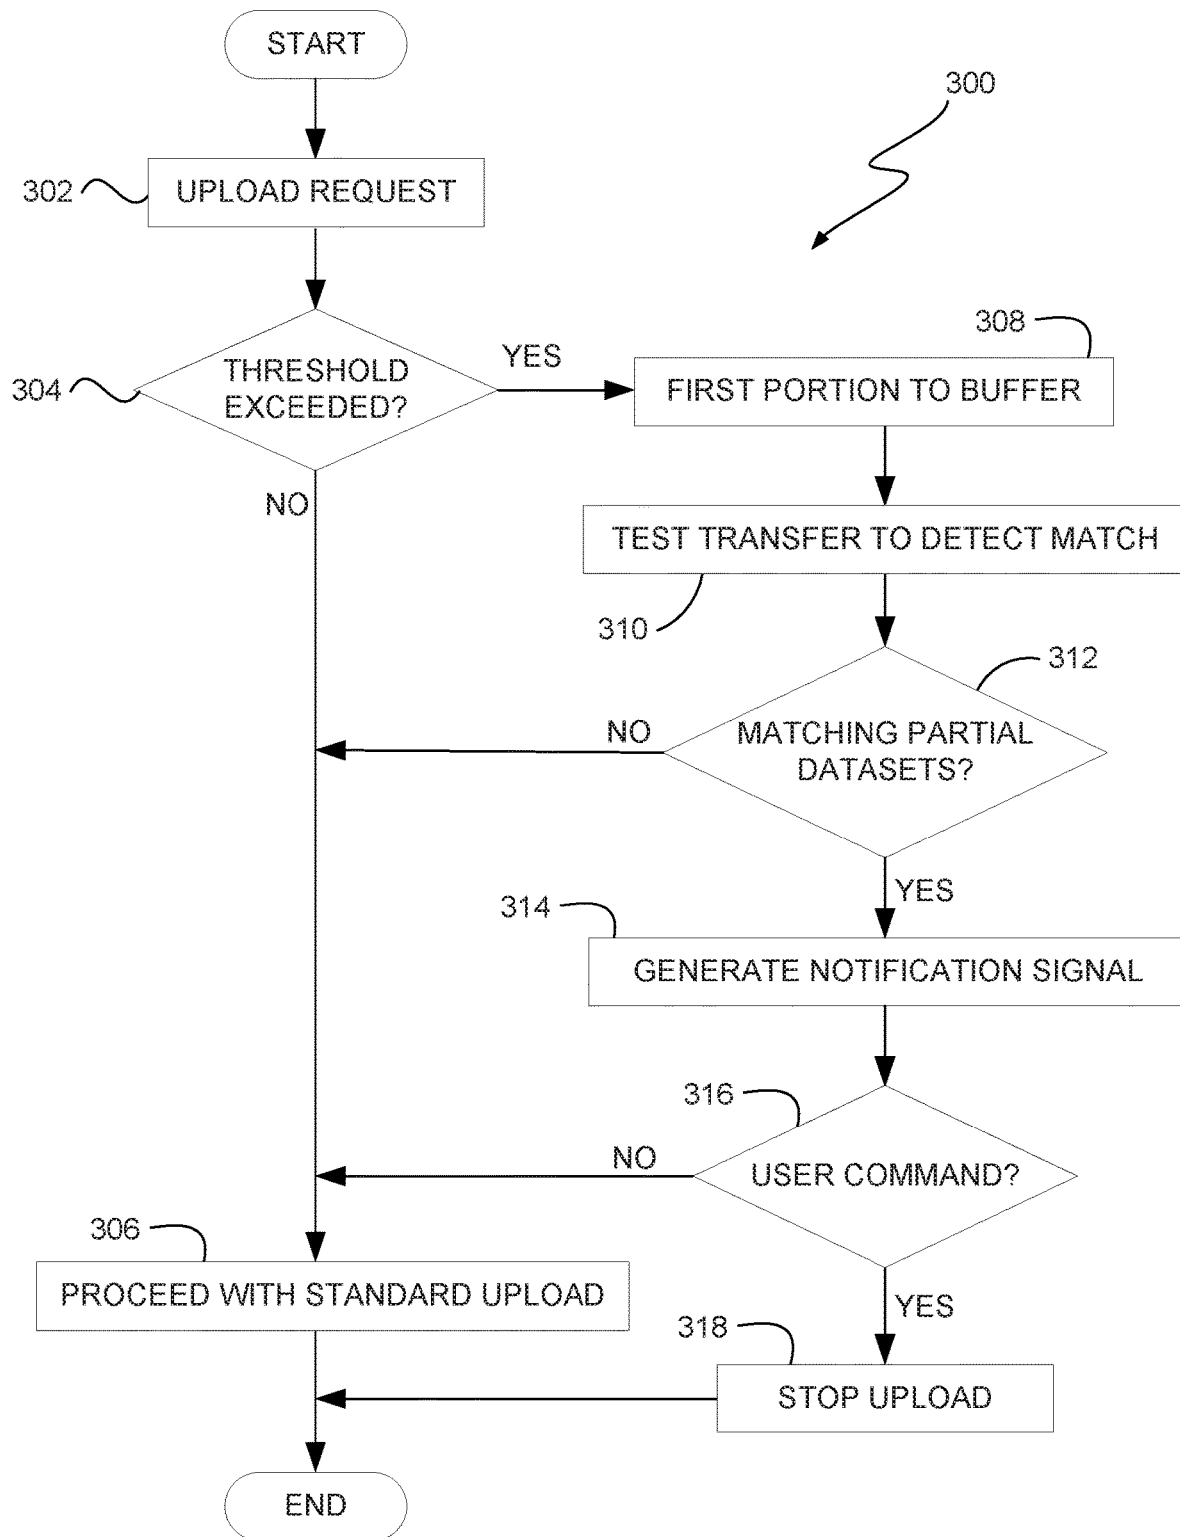 START
300
302
UPLOAD REQUEST
304
THRESHOLD
EXCEEDED?
YES
NO
308
FIRST PORTION TO BUFFER
TEST TRANSFER TO DETECT MATCH
310
312
MATCHING PARTIAL
DATASETS?
NO
YES
314
GENERATE NOTIFICATION SIGNAL
316
USER COMMAND?
NO
YES
306
PROCEED WITH STANDARD UPLOAD
318
STOP UPLOAD
END